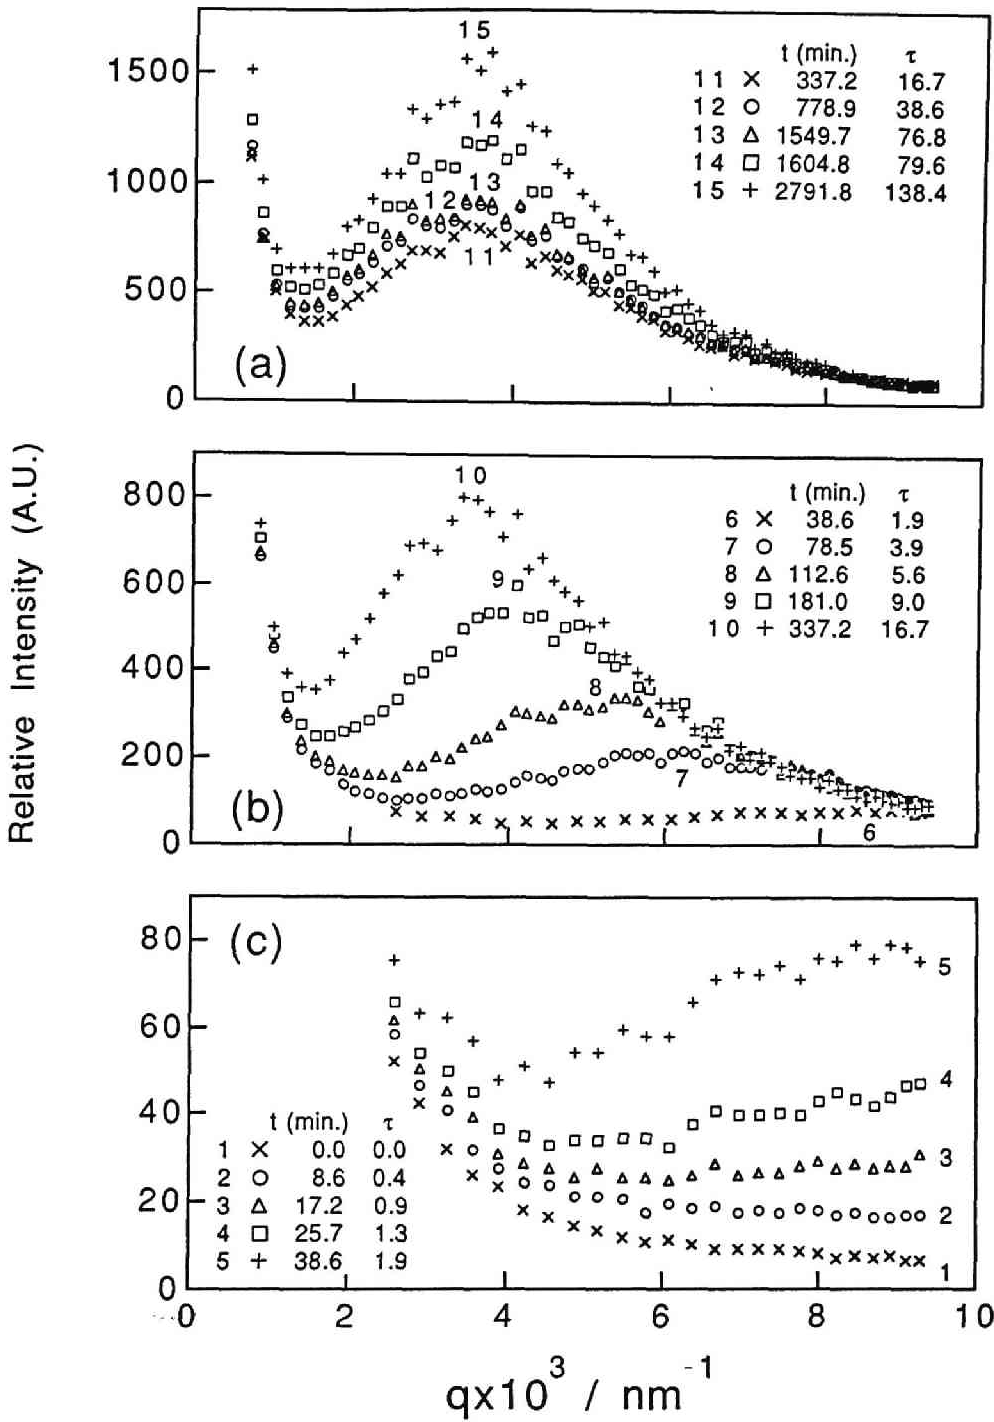 Relative Intensity (A.U.)
1500
1000
500
0
(a)
15
14
13
12
11
t (min.) τ
11 × 337.2 16.7
12 ○ 778.9 38.6
13 △ 1549.7 76.8
14 □ 1604.8 79.6
15 + 2791.8 138.4
800
600
400
200
0
(b)
10
9
8
7
6
t (min.) τ
6 × 38.6 1.9
7 ○ 78.5 3.9
8 △ 112.6 5.6
9 □ 181.0 9.0
10 + 337.2 16.7
80
60
40
20
0
(c)
5
4
3
2
1
t (min.) τ
1 × 0.0 0.0
2 ○ 8.6 0.4
3 △ 17.2 0.9
4 □ 25.7 1.3
5 + 38.6 1.9
0 2 4 6 8 10
qx10³ / nm⁻¹